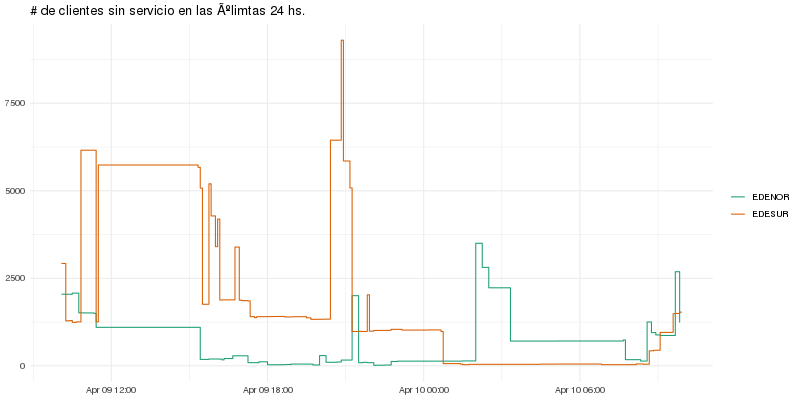 # de clientes sin servicio en las Ãºlimtas 24 hs.
7500
5000
2500
0
Apr 09 12:00
Apr 09 18:00
Apr 10 00:00
Apr 10 06:00
EDENOR
EDESUR